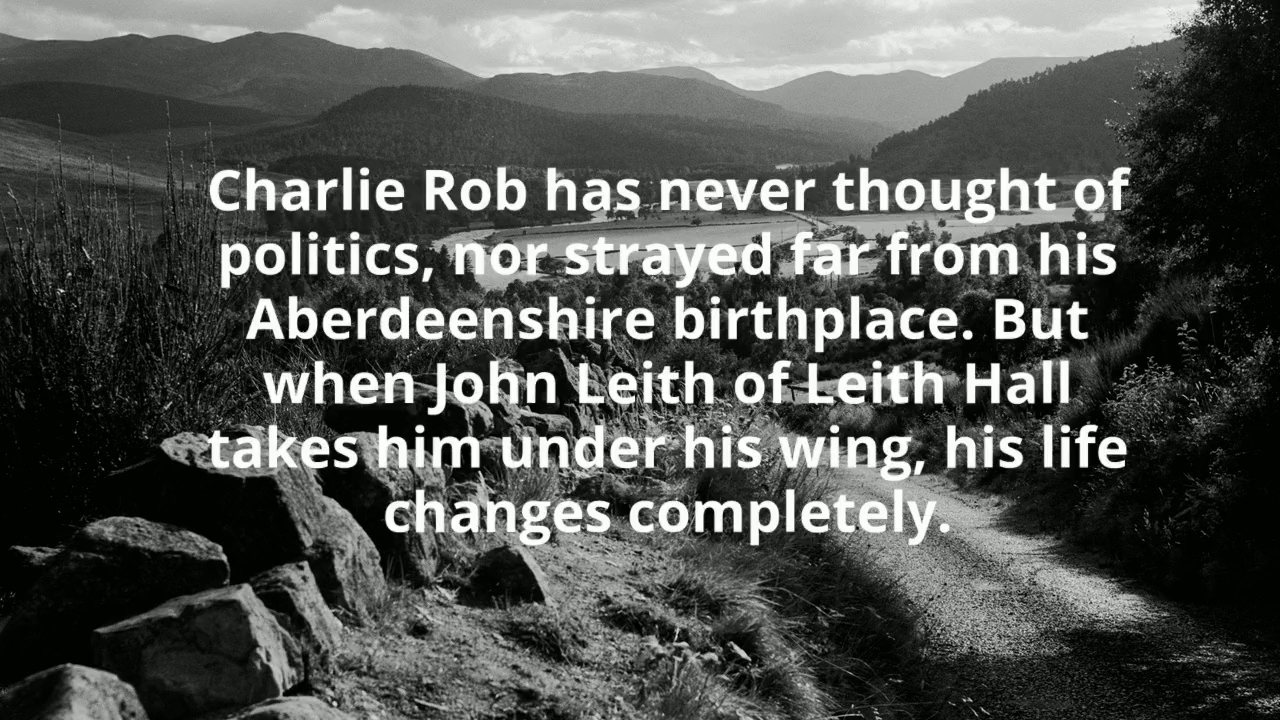 Charlie Rob has never thought of
politics, nor strayed far from his
Aberdeenshire birthplace. But
when John Leith of Leith Hall
takes him under his wing, his life
changes completely.